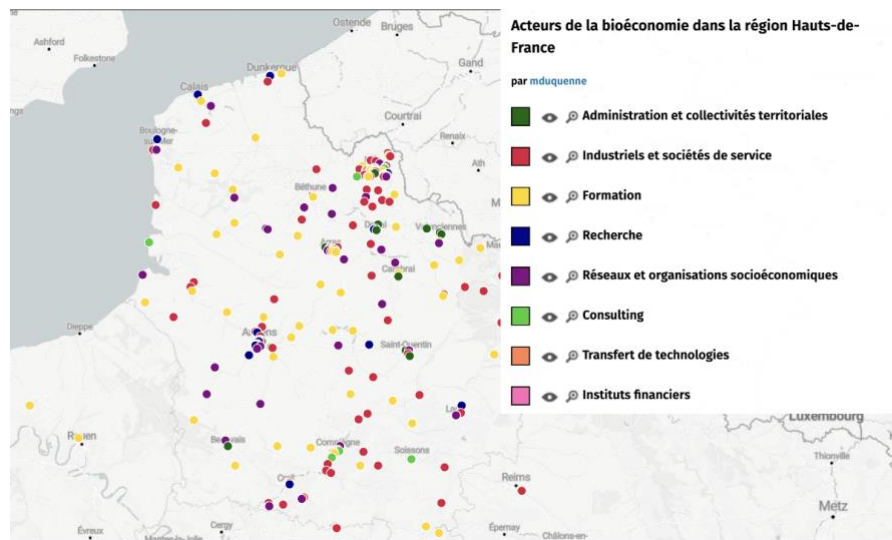 Acteurs de la bioéconomie dans la région Hauts-de-
France
par mduquenne
Administration et collectivités territoriales
Industriels et sociétés de service
Formation
Recherche
Réseaux et organisations socioéconomiques
Consulting
Transfert de technologies
Instituts financiers
Ostende
Bruges
Ashford
Folkestone
Gand
Dunkerque
Calais
Courtrai
Renaix
Ath
Béthune
Valenciennes
Cambrai
Dieppe
Amiens
Saint-Quentin
Rouen
Beauvais
Compiègne
Soissons
Luxembourg
Thionville
Reims
Metz
Cergy
Évreux
Épernay
Châlons-en-